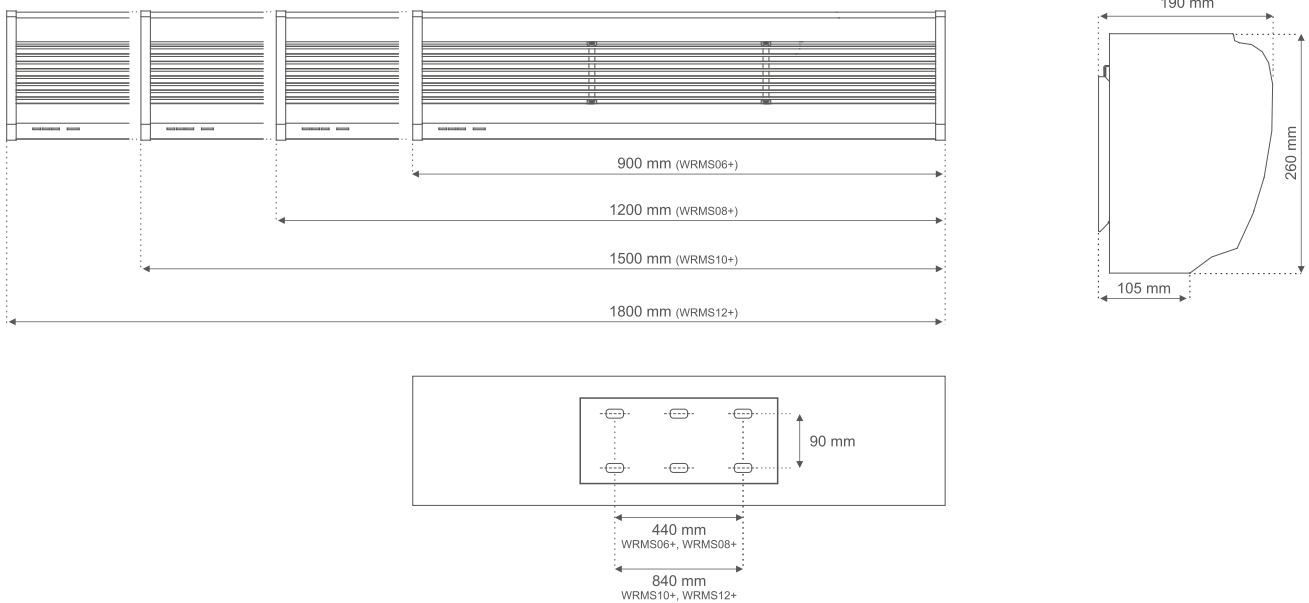 190 mm
260 mm
900 mm (WRMS06+)
1200 mm (WRMS08+)
1500 mm (WRMS10+)
105 mm
1800 mm (WRMS12+)
90 mm
440 mm
WRMS06+, WRMS08+
840 mm
WRMS10+, WRMS12+